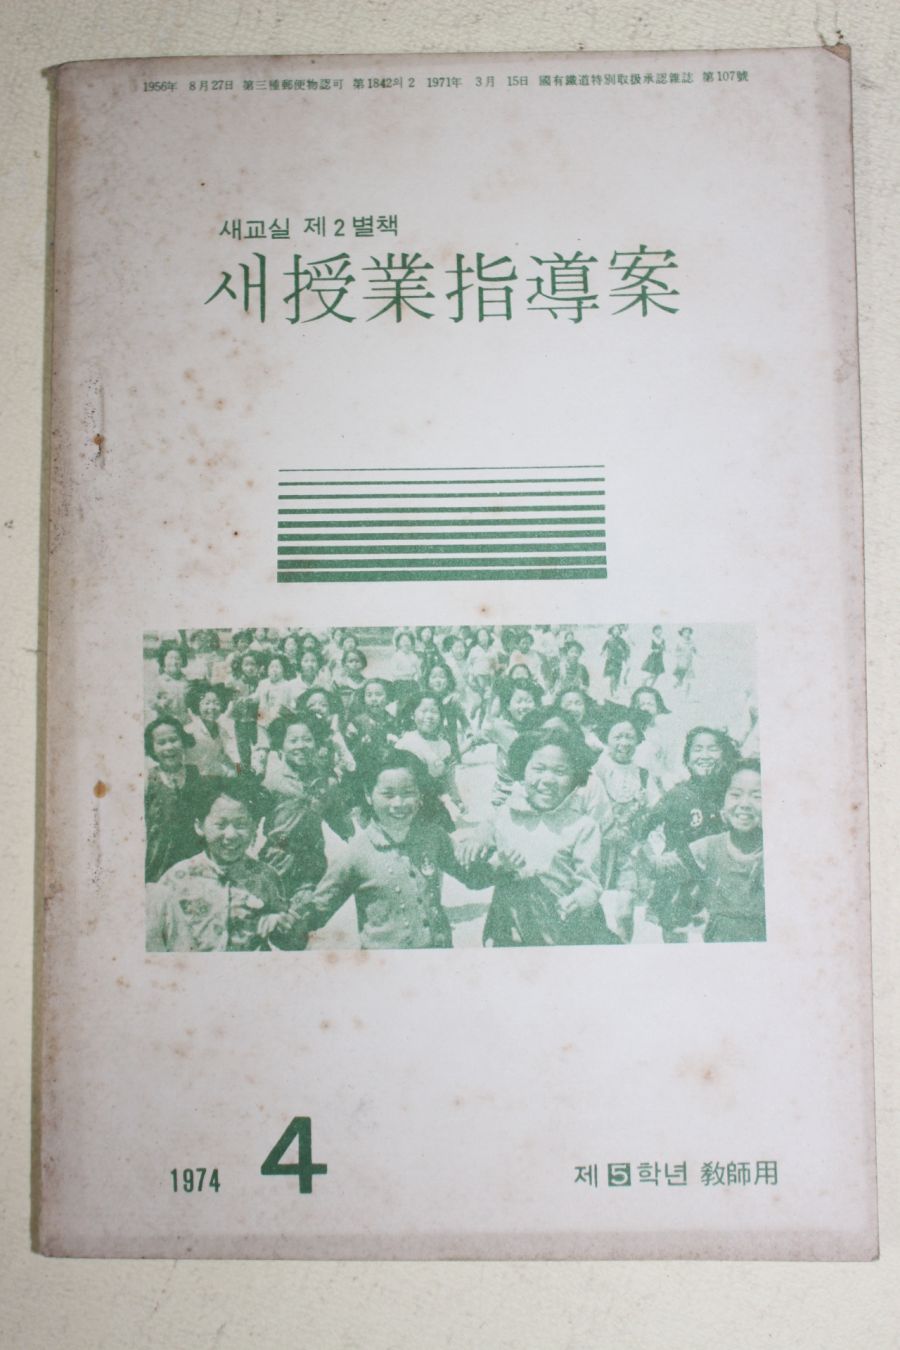 1956年 8月27日 第三種郵便物認可 第1842의 2 1971年 3月 15日 國有鐵道特別取扱承認雜誌 第107號
새교실 제2별책
새授業指導案
1974 4
제5학년 敎師用